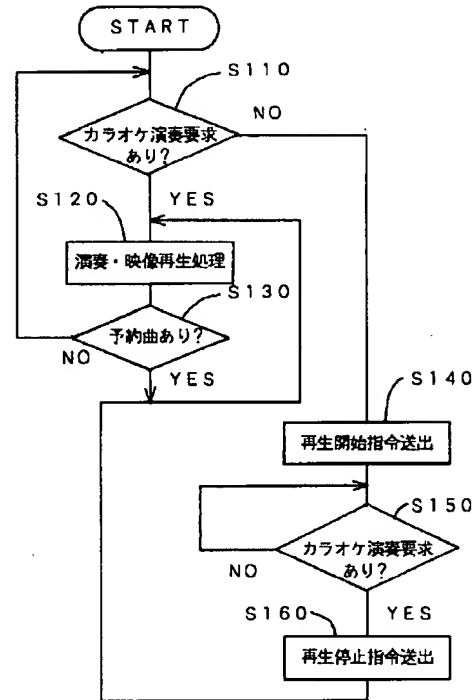 START
S110
カラオケ演奏要求
あり?
NO
YES
S120
演奏・映像再生処理
S130
予約曲あり?
NO
YES
S140
再生開始指令送出
S150
カラオケ演奏要求
あり?
NO
YES
S160
再生停止指令送出